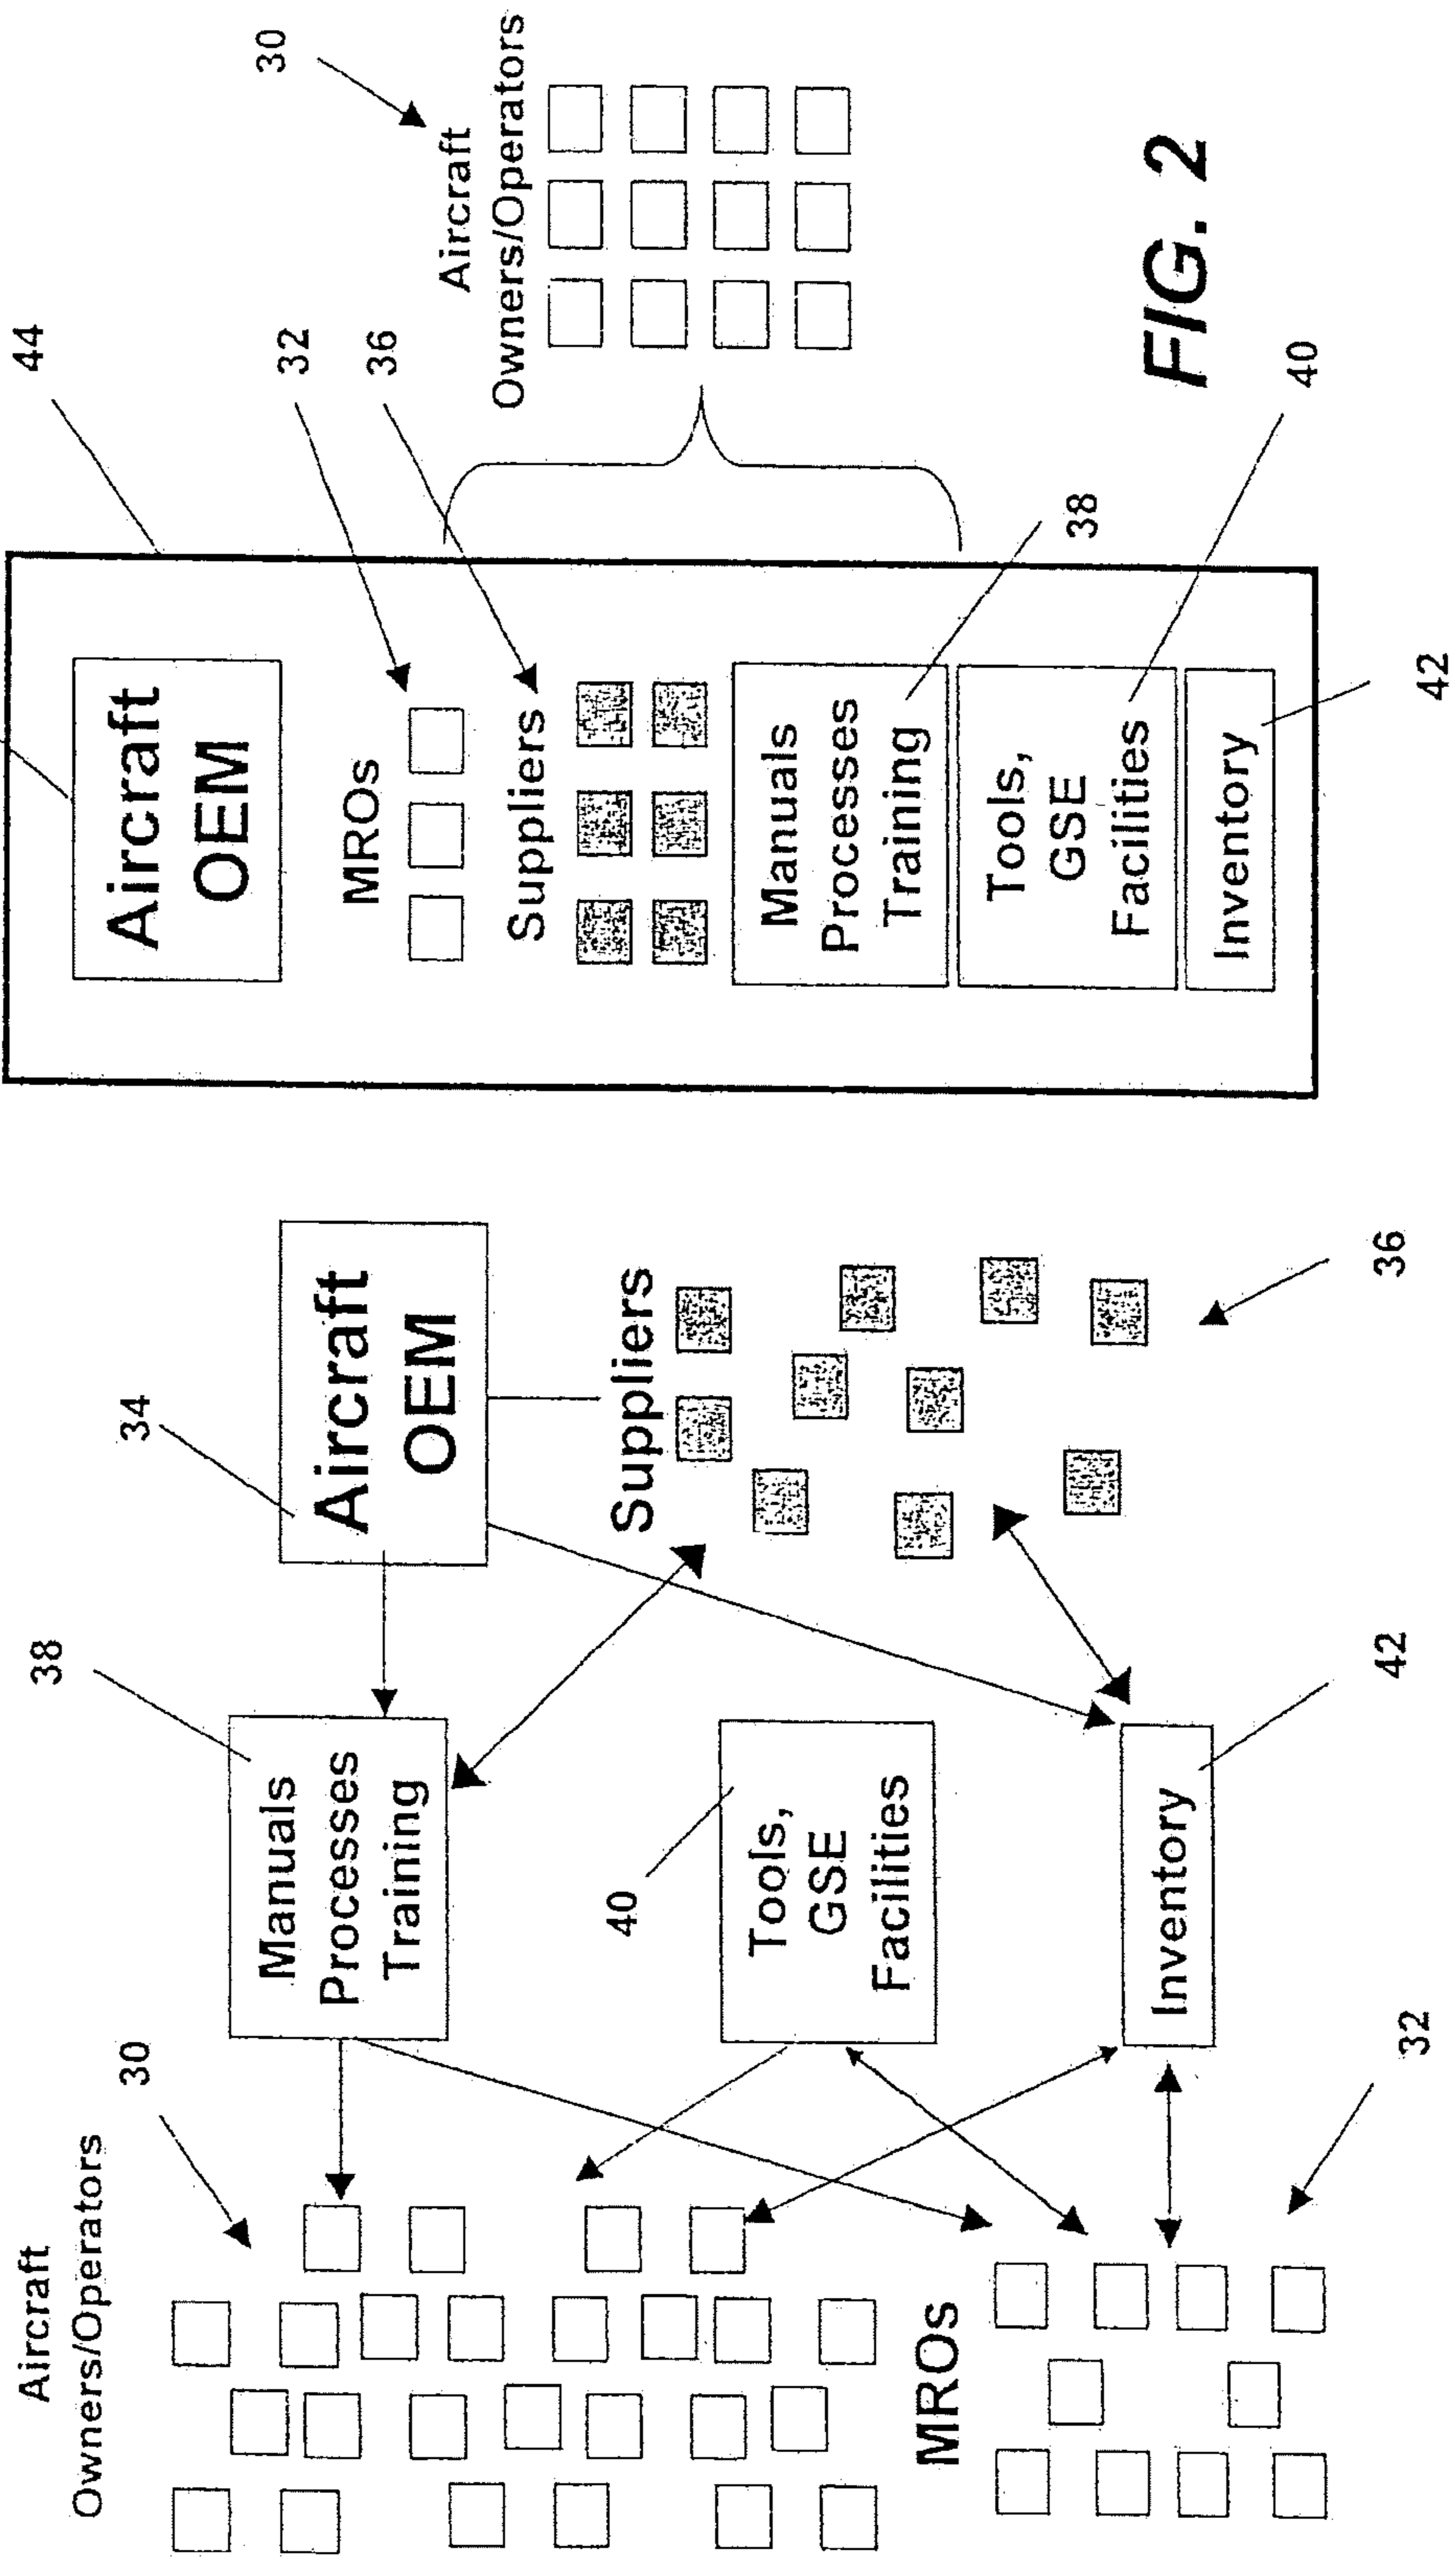 Aircraft
Owners/Operators
30
Manuals
Processes
Training
38
34
Aircraft
OEM
Suppliers
36
Tools,
GSE
Facilities
40
MROs
32
Inventory
42
44
Aircraft
OEM
MROs
32
Suppliers
36
Manuals
Processes
Training
38
Tools,
GSE
Facilities
40
Inventory
42
Aircraft
Owners/Operators
30
FIG. 2